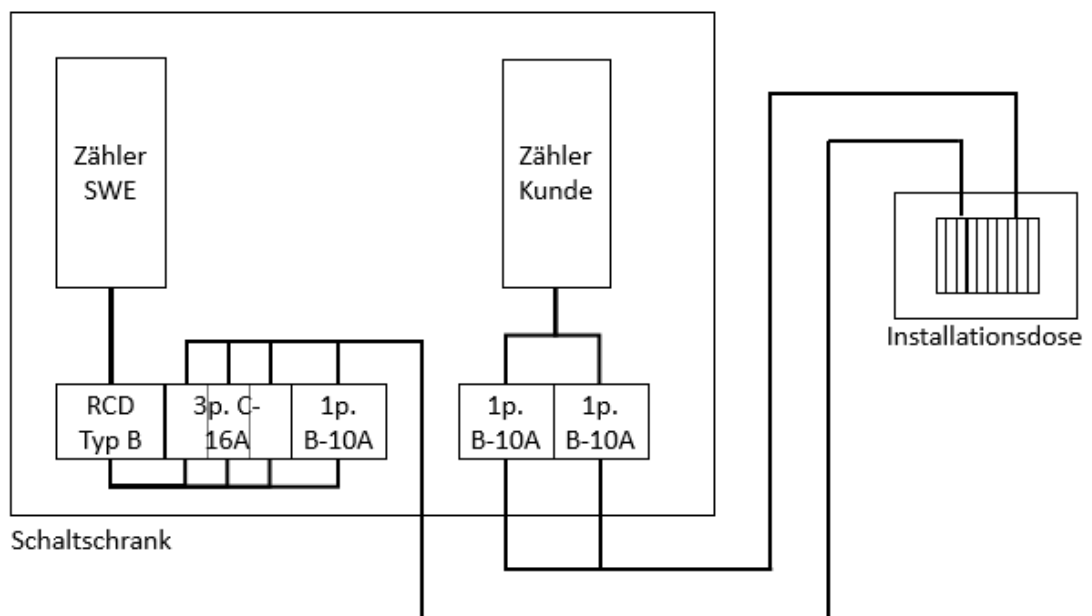 Zähler
SWE
Zähler
Kunde
Installationsdose
RCD
Typ B
3p. C-
16A
1p.
B-10A
1p.
B-10A
1p.
B-10A
Schaltschrank